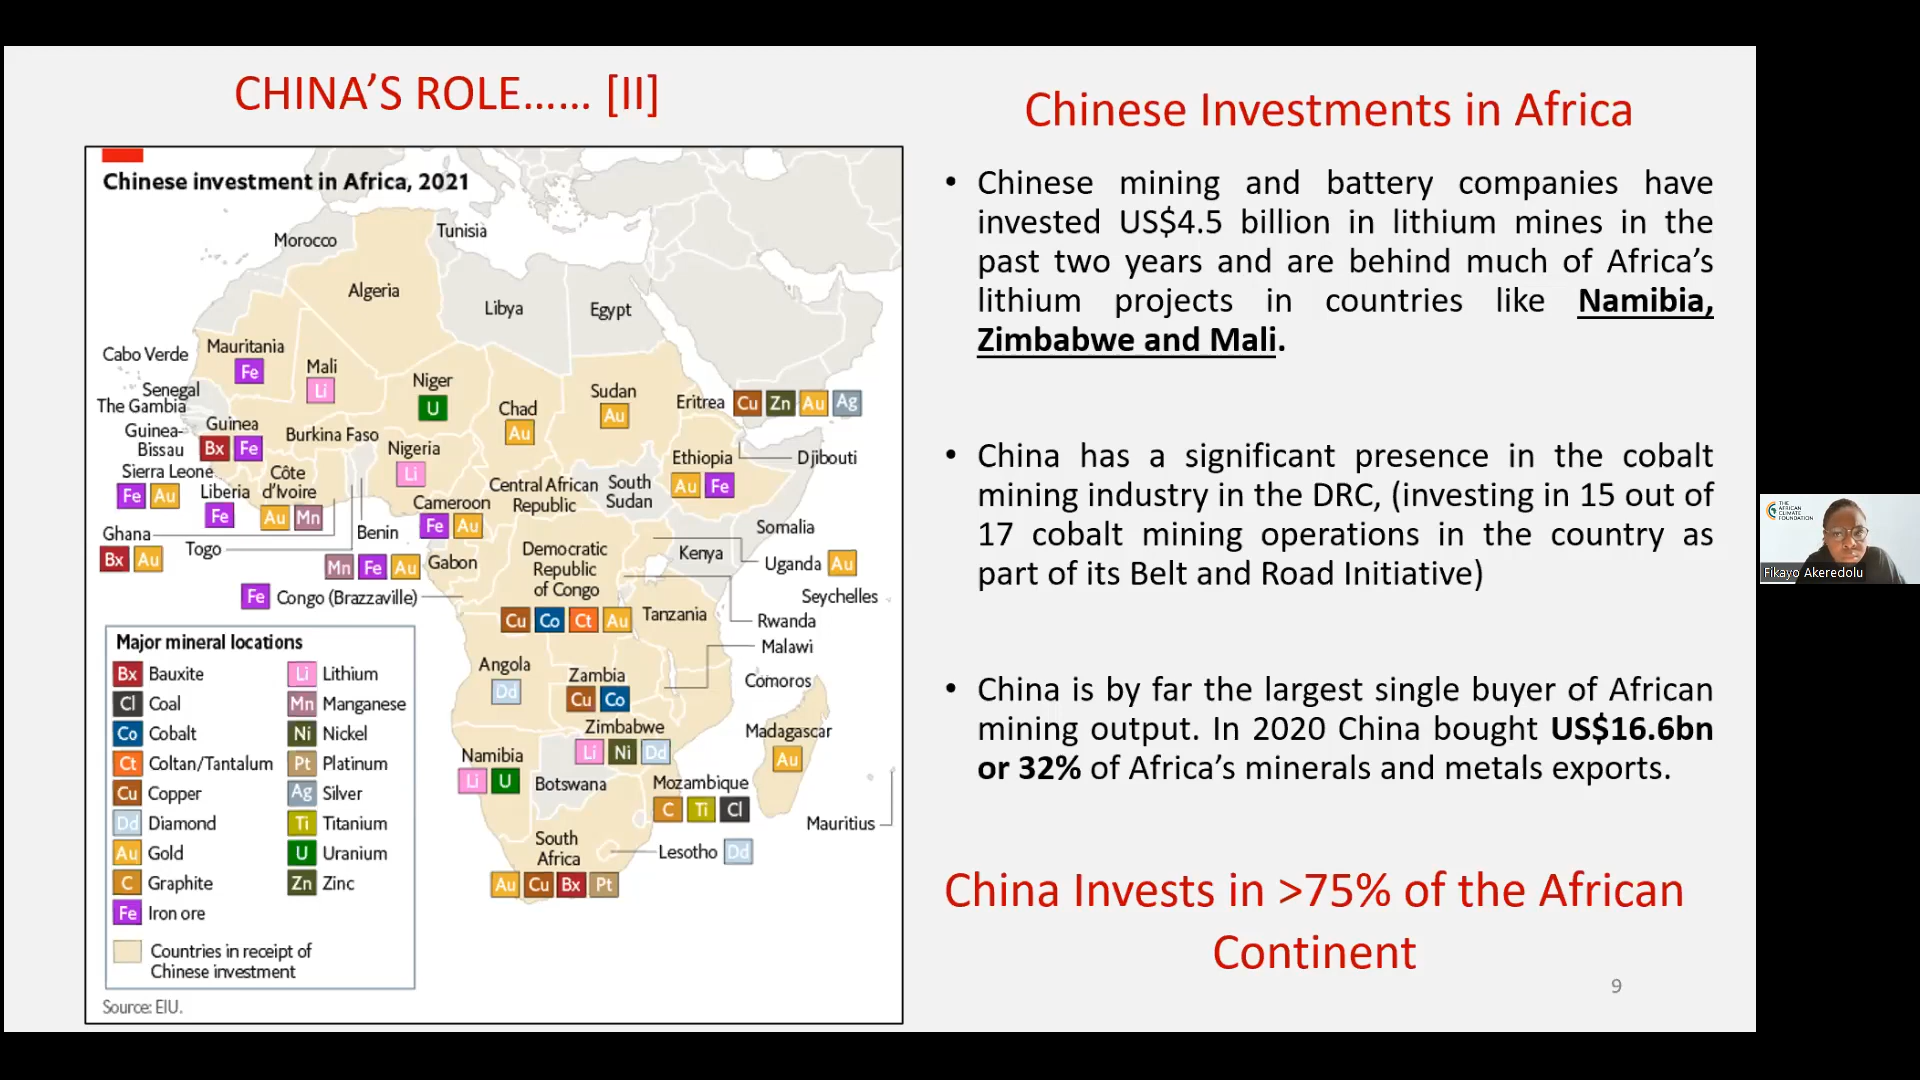 CHINA’S ROLE…… [II]
Chinese investment in Africa, 2021
Tunisia
Morocco
Algeria
Libya
Egypt
Cabo Verde
Mauritania
Fe
Mali
Li
Niger
U
Chad
Au
Sudan
Au
Eritrea Cu Zn Au Ag
Senegal
The Gambia
Guinea-
Bissau
Guinea
Bx Fe
Burkina Faso
Nigeria
Li
Ethiopia
Au Fe
Djibouti
Sierra Leone
Fe Au
Liberia
Fe
Côte
d’Ivoire
Au Mn
Cameroon
Fe Au
Central African
Republic
South
Sudan
Somalia
Ghana
Bx Au
Togo
Benin
Mn Fe Au Gabon
Fe Congo (Brazzaville)
Democratic
Republic
of Congo
Cu Co Ct Au
Kenya
Uganda Au
Seychelles
Tanzania
Rwanda
Malawi
Comoros
Angola
Dd
Zambia
Cu Co
Zimbabwe
Li Ni Dd
Madagascar
Au
Namibia
Li U
Botswana
Mozambique
C Ti Cl
Mauritius
South
Africa
Au Cu Bx Pt
Lesotho Dd
Major mineral locations
Bx Bauxite
Cl Coal
Co Cobalt
Ct Coltan/Tantalum
Cu Copper
Dd Diamond
Au Gold
C Graphite
Fe Iron ore
Li Lithium
Mn Manganese
Ni Nickel
Pt Platinum
Ag Silver
Ti Titanium
U Uranium
Zn Zinc
Countries in receipt of
Chinese investment
Source: EIU.
Chinese Investments in Africa
• Chinese mining and battery companies have
invested US$4.5 billion in lithium mines in the
past two years and are behind much of Africa’s
lithium projects in countries like Namibia,
Zimbabwe and Mali.
• China has a significant presence in the cobalt
mining industry in the DRC, (investing in 15 out of
17 cobalt mining operations in the country as
part of its Belt and Road Initiative)
• China is by far the largest single buyer of African
mining output. In 2020 China bought US$16.6bn
or 32% of Africa’s minerals and metals exports.
China Invests in >75% of the African
Continent
9
THE
AFRICAN
CLIMATE
FOUNDATION
Fikayo Akeredolu